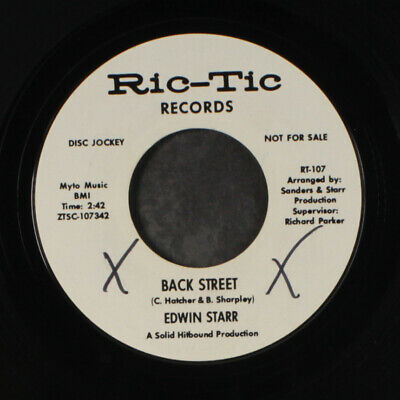 Ric-Tic
RECORDS
DISC JOCKEY
NOT FOR SALE
Myto Music
BMI
Time: 2:42
ZTSC-107342
RT-107
Arranged by:
Sanders & Starr
Production
Supervisor:
Richard Parker
X
X
BACK STREET
(C. Hatcher & B. Sharpley)
EDWIN STARR
A Solid Hitbound Production